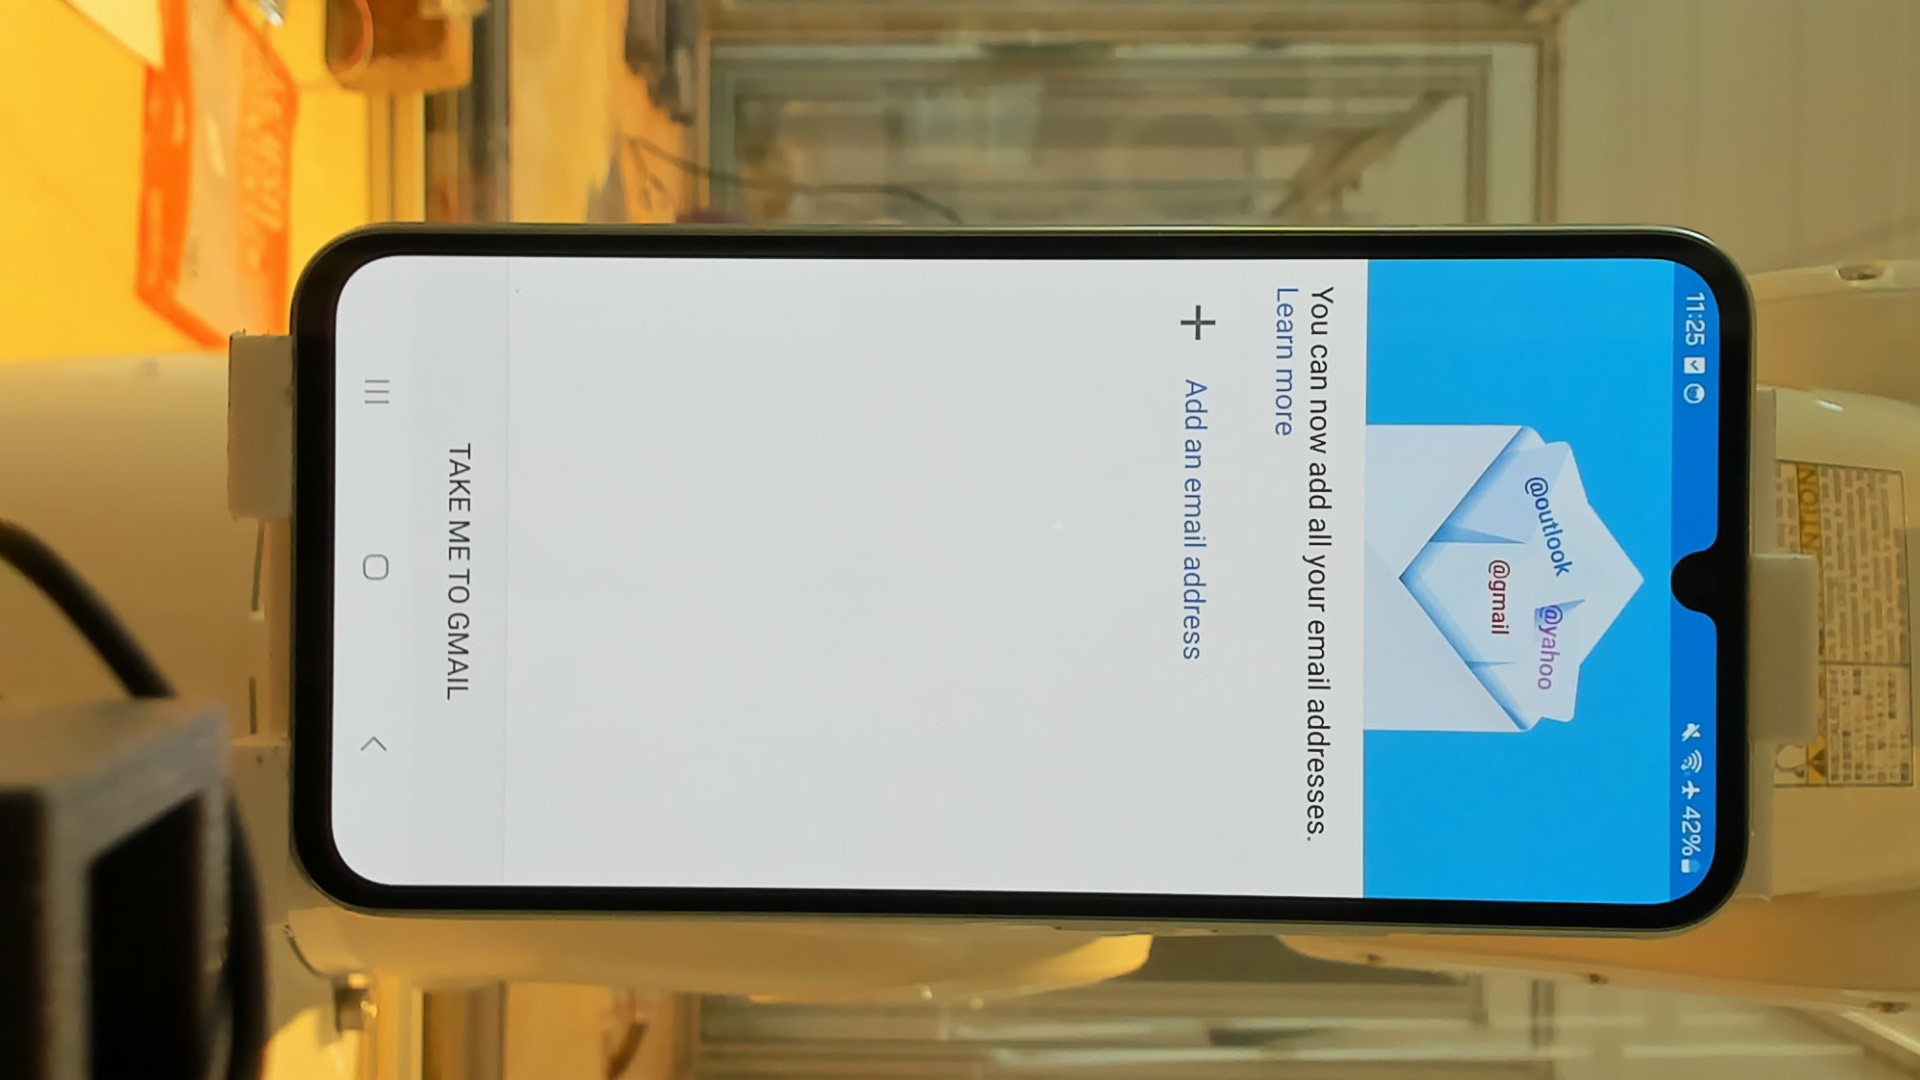 11:25
42%
@outlook
@yahoo
@gmail
You can now add all your email addresses.
Learn more
+ Add an email address
TAKE ME TO GMAIL